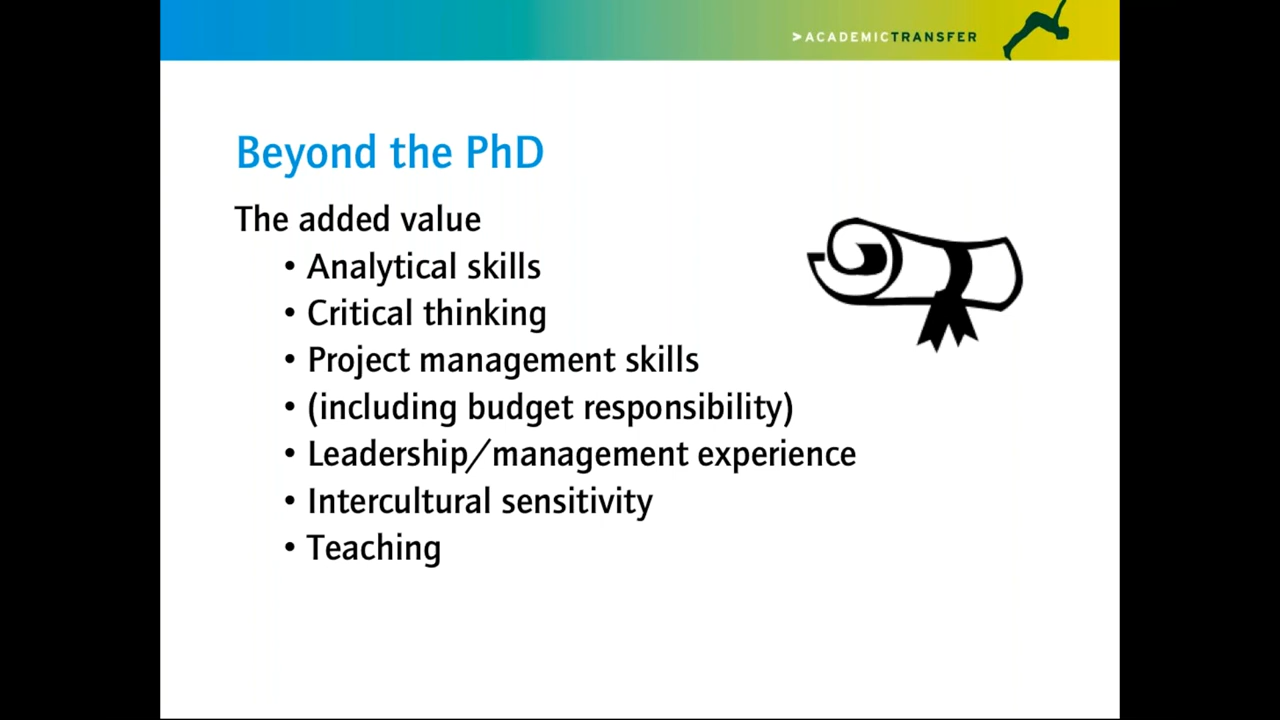 >ACADEMICTRANSFER
Beyond the PhD
The added value
• Analytical skills
• Critical thinking
• Project management skills
• (including budget responsibility)
• Leadership/management experience
• Intercultural sensitivity
• Teaching